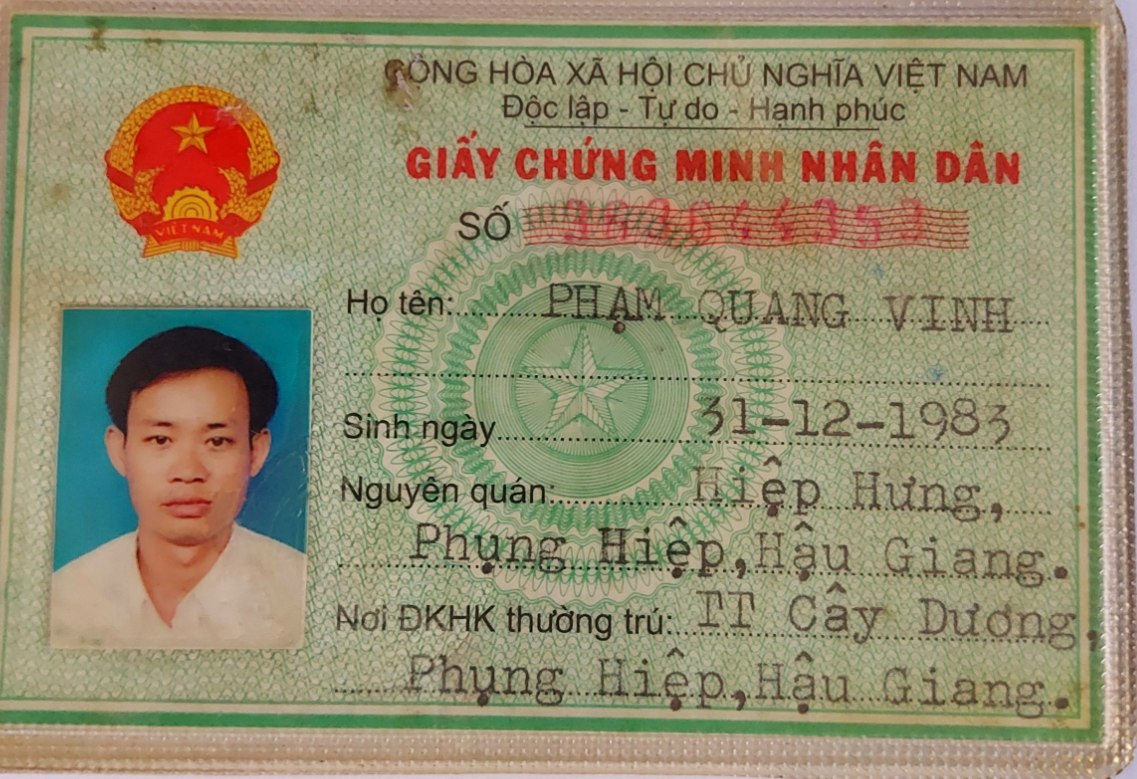 CỘNG HÒA XÃ HỘI CHỦ NGHĨA VIỆT NAM
Độc lập - Tự do - Hạnh phúc
GIẤY CHỨNG MINH NHÂN DÂN
SỐ
VIỆT NAM
Họ tên: PHẠM QUANG VINH
Sinh ngày 31-12-1983
Nguyên quán: Hiệp Hưng,
Phụng Hiệp, Hậu Giang.
Nơi ĐKHK thường trú: TT Cây Dương,
Phụng Hiệp, Hậu Giang.